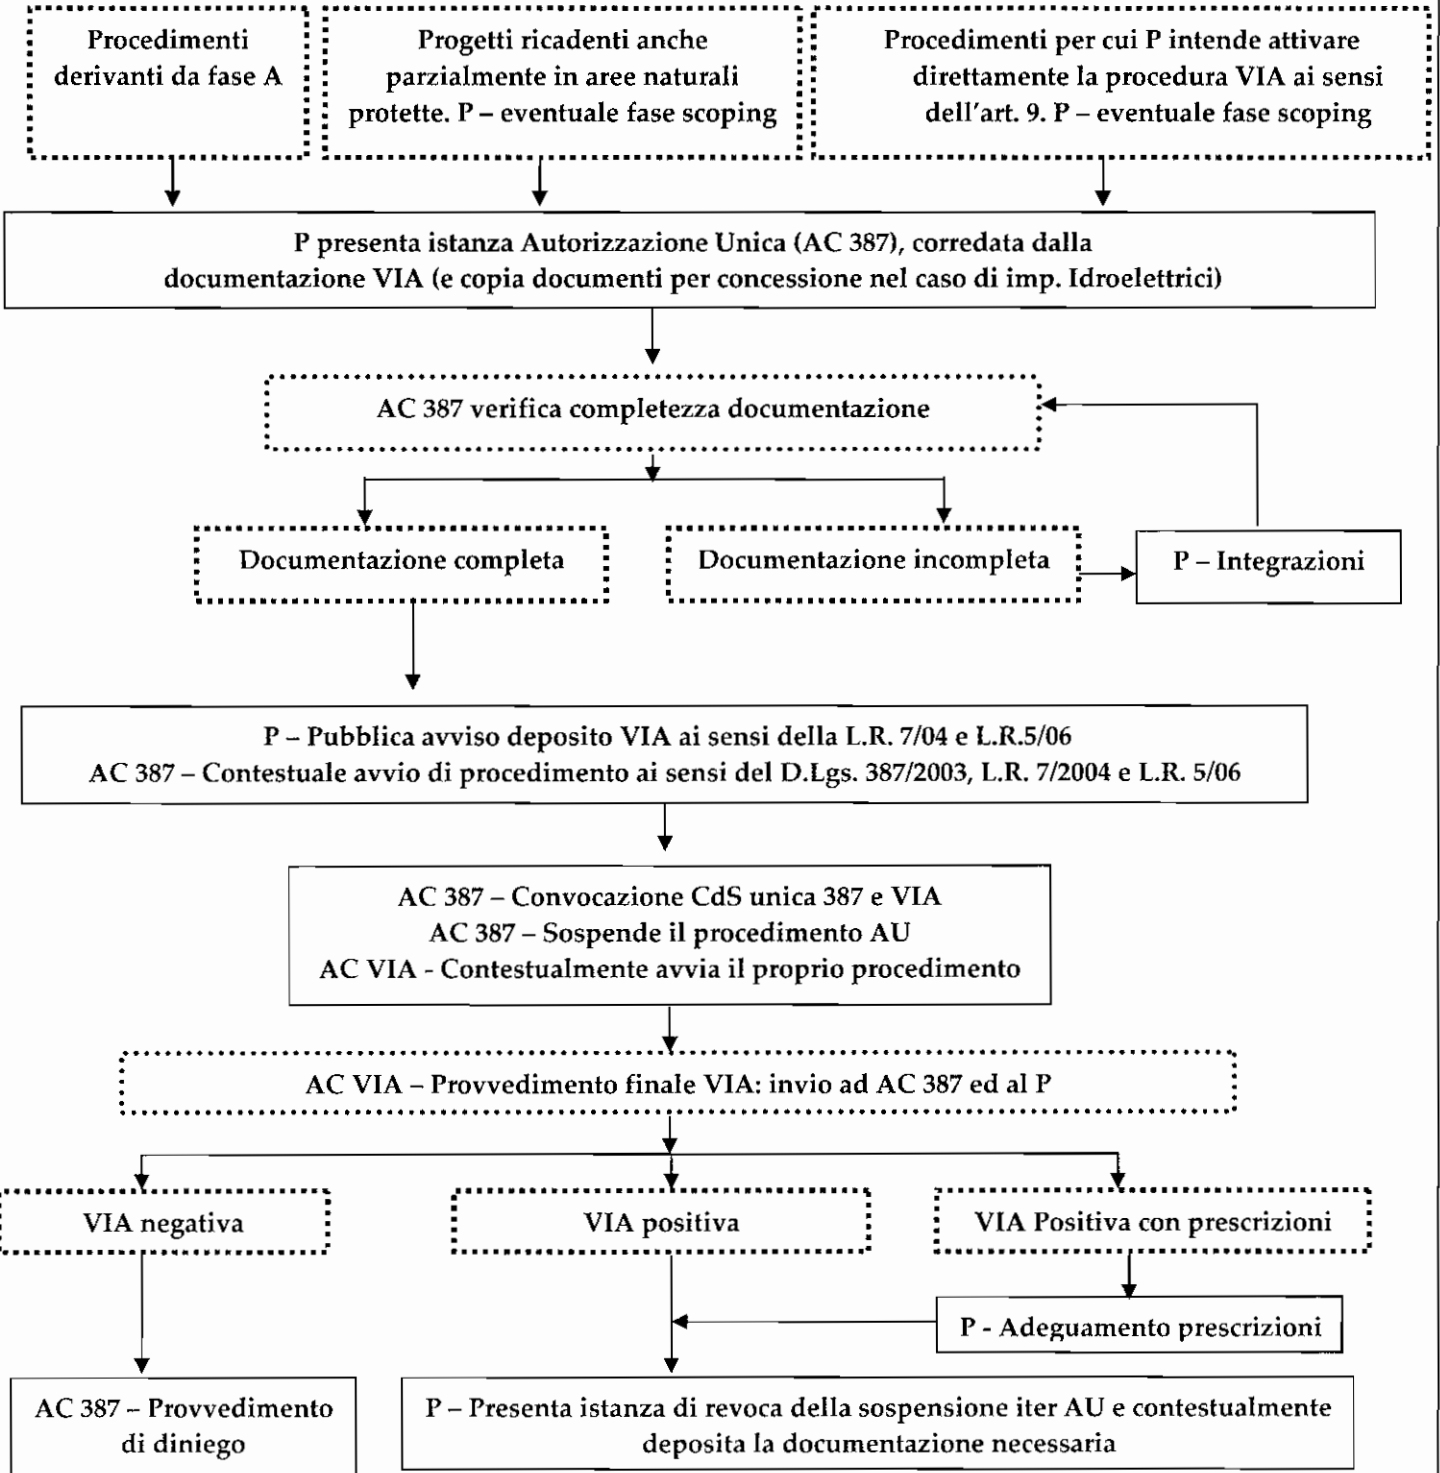 Procedimenti
derivanti da fase A
Progetti ricadenti anche
parzialmente in aree naturali
protette. P – eventuale fase scoping
Procedimenti per cui P intende attivare
direttamente la procedura VIA ai sensi
dell'art. 9. P – eventuale fase scoping
P presenta istanza Autorizzazione Unica (AC 387), corredata dalla
documentazione VIA (e copia documenti per concessione nel caso di imp. Idroelettrici)
AC 387 verifica completezza documentazione
Documentazione completa
Documentazione incompleta
P – Integrazioni
P – Pubblica avviso deposito VIA ai sensi della L.R. 7/04 e L.R.5/06
AC 387 – Contestuale avvio di procedimento ai sensi del D.Lgs. 387/2003, L.R. 7/2004 e L.R. 5/06
AC 387 – Convocazione CdS unica 387 e VIA
AC 387 – Sospende il procedimento AU
AC VIA - Contestualmente avvia il proprio procedimento
AC VIA – Provvedimento finale VIA: invio ad AC 387 ed al P
VIA negativa
VIA positiva
VIA Positiva con prescrizioni
P - Adeguamento prescrizioni
AC 387 – Provvedimento
di diniego
P – Presenta istanza di revoca della sospensione iter AU e contestualmente
deposita la documentazione necessaria